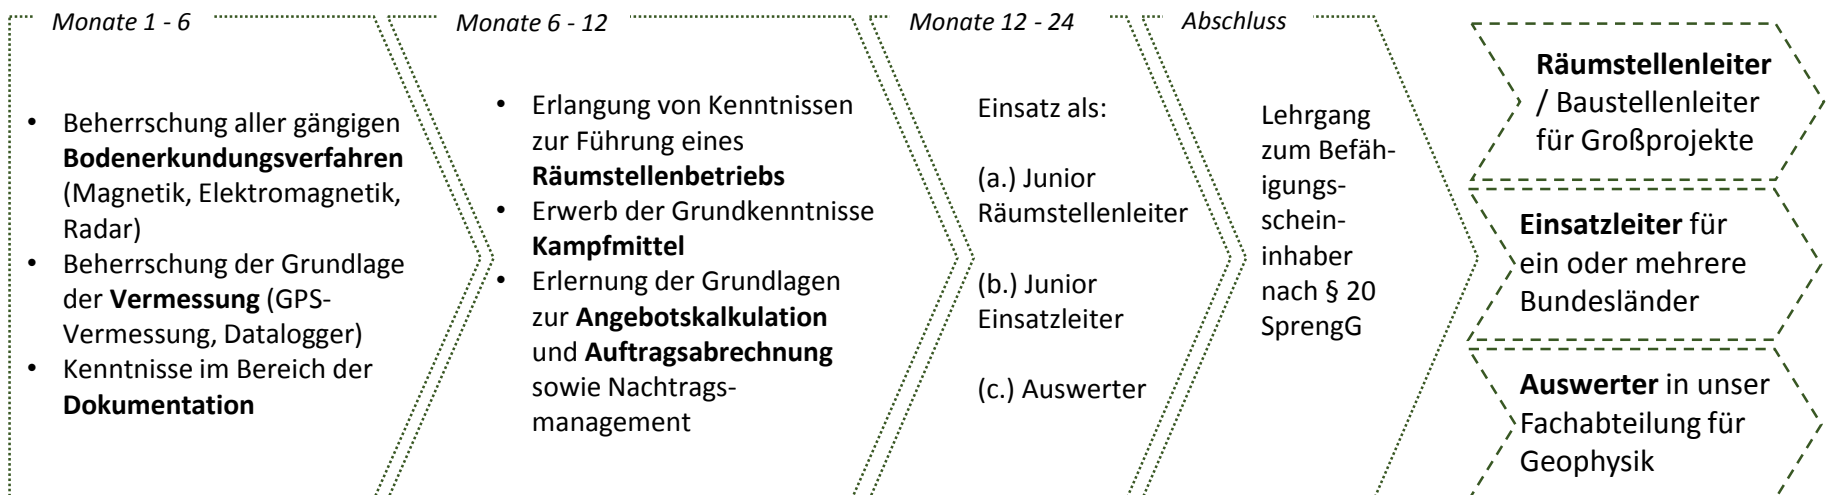 Monate 1 - 6
• Beherrschung aller gängigen
Bodenerkundungsverfahren
(Magnetik, Elektromagnetik,
Radar)
• Beherrschung der Grundlage
der Vermessung (GPS-
Vermessung, Datalogger)
• Kenntnisse im Bereich der
Dokumentation
Monate 6 - 12
• Erlangung von Kenntnissen
zur Führung eines
Räumstellenbetriebs
• Erwerb der Grundkenntnisse
Kampfmittel
• Erlernung der Grundlagen
zur Angebotskalkulation
und Auftragsabrechnung
sowie Nachtrags-
management
Monate 12 - 24
Einsatz als:
(a.) Junior
Räumstellenleiter
(b.) Junior
Einsatzleiter
(c.) Auswerter
Abschluss
Lehrgang
zum Befäh-
igungs-
schein-
inhaber
nach § 20
SprengG
Räumstellenleiter
/ Baustellenleiter
für Großprojekte
Einsatzleiter für
ein oder mehrere
Bundesländer
Auswerter in unser
Fachabteilung für
Geophysik